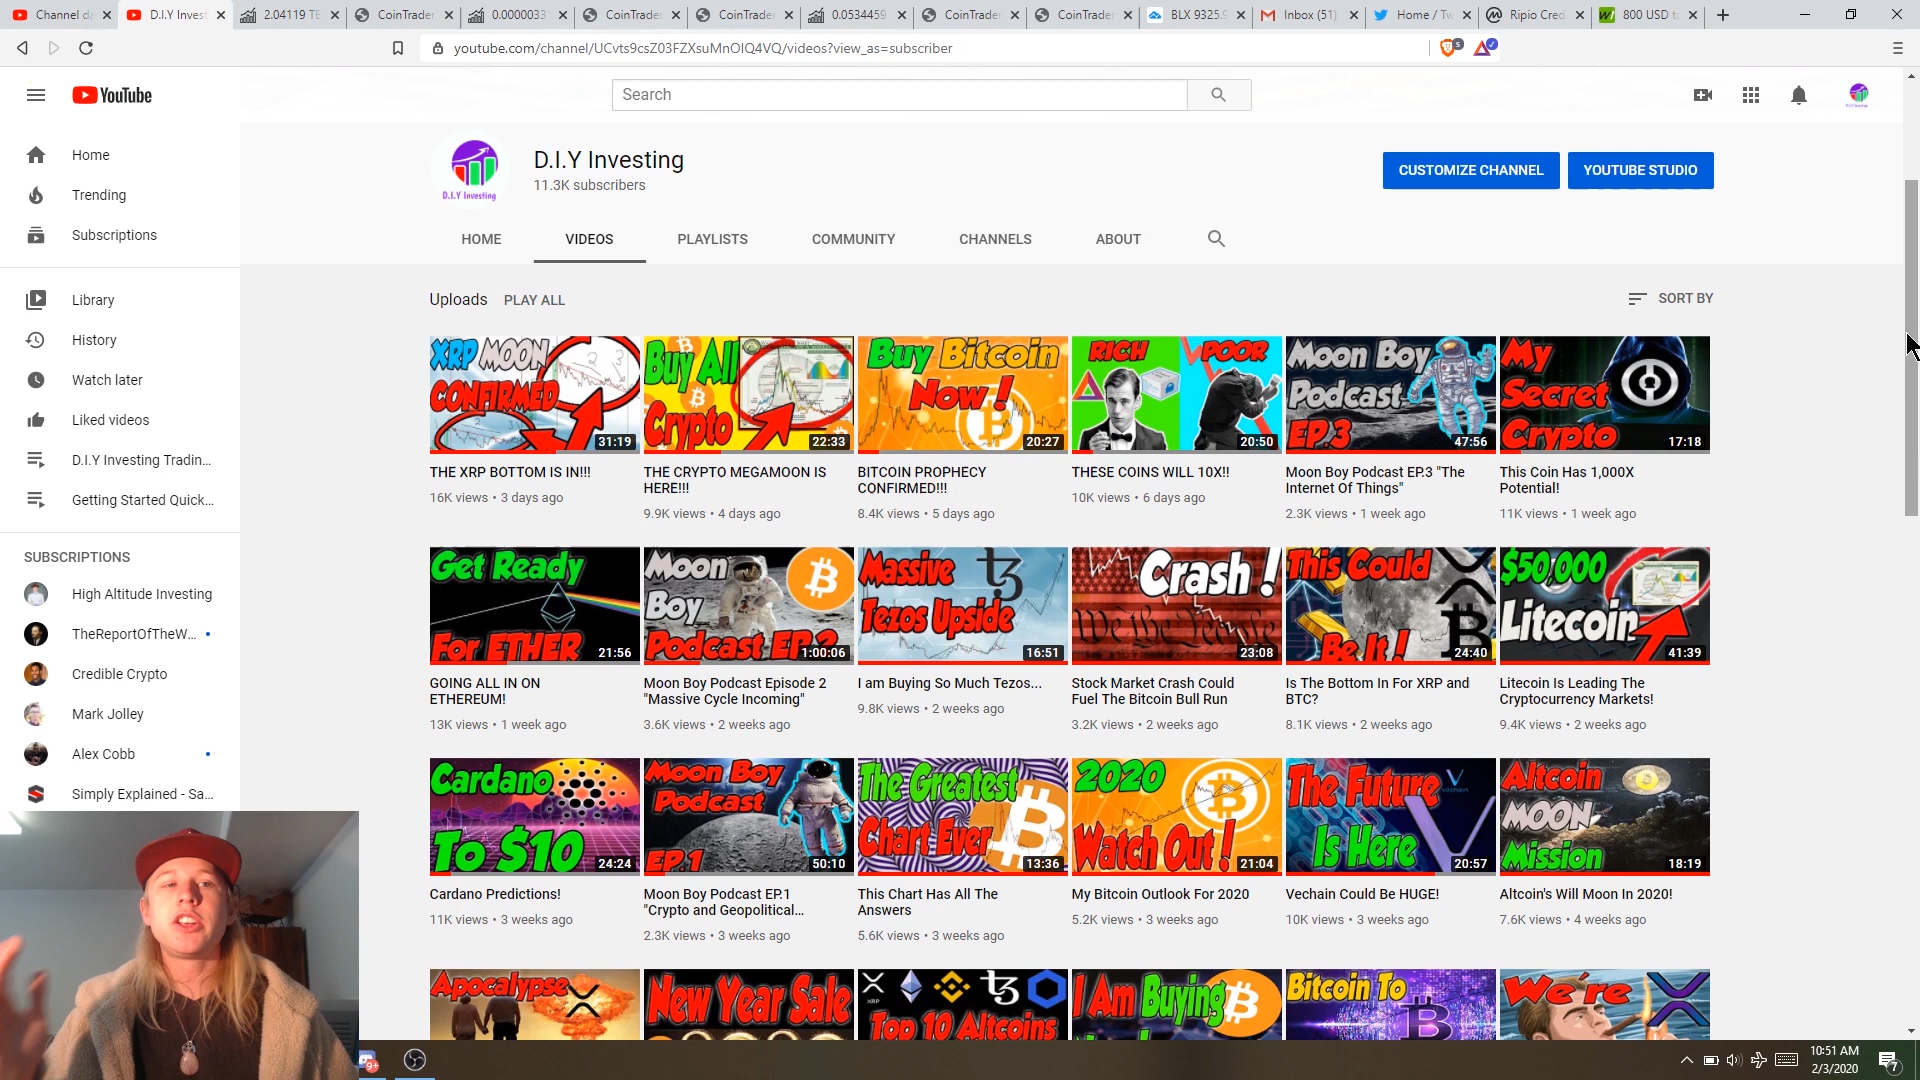 Channel da
D.I.Y Invest
2.04119 TE
CoinTrader
0.0000033
CoinTrader
CoinTrader
0.0534459
CoinTrader
CoinTrader
BLX 9325.9
Inbox (51)
Home / Tw
Ripio Cred
800 USD to
youtube.com/channel/UCvts9csZ03FZXsuMnOIQ4VQ/videos?view_as=subscriber
5
YouTube
Search
Home
Trending
Subscriptions
Library
History
Watch later
Liked videos
D.I.Y Investing Tradin...
Getting Started Quick...
SUBSCRIPTIONS
High Altitude Investing
TheReportOfTheW...
Credible Crypto
Mark Jolley
Alex Cobb
Simply Explained - Sa...
D.I.Y Investing
D.I.Y Investing
11.3K subscribers
CUSTOMIZE CHANNEL
YOUTUBE STUDIO
HOME
VIDEOS
PLAYLISTS
COMMUNITY
CHANNELS
ABOUT
Uploads
PLAY ALL
SORT BY
XRP MOON
CONFIRMED
31:19
THE XRP BOTTOM IS IN!!!
16K views • 3 days ago
Buy All
Crypto
22:33
THE CRYPTO MEGAMOON IS
HERE!!!
9.9K views • 4 days ago
Buy Bitcoin
Now!
20:27
BITCOIN PROPHECY
CONFIRMED!!!
8.4K views • 5 days ago
RICH
POOR
20:50
THESE COINS WILL 10X!!
10K views • 6 days ago
Moon Boy
Podcast
EP.3
47:56
Moon Boy Podcast EP.3 "The
Internet Of Things"
2.3K views • 1 week ago
My
Secret
Crypto
17:18
This Coin Has 1,000X
Potential!
11K views • 1 week ago
Get Ready
For ETHER
21:56
GOING ALL IN ON
ETHEREUM!
13K views • 1 week ago
Moon
Boy
Podcast EP.2
1:00:06
Moon Boy Podcast Episode 2
"Massive Cycle Incoming"
3.6K views • 2 weeks ago
Massive
Tezos Upside
16:51
I am Buying So Much Tezos...
9.8K views • 2 weeks ago
Crash!
We the People
23:08
Stock Market Crash Could
Fuel The Bitcoin Bull Run
3.2K views • 2 weeks ago
This Could
Be It!
24:40
Is The Bottom In For XRP and
BTC?
8.1K views • 2 weeks ago
$50,000
Litecoin
41:39
Litecoin Is Leading The
Cryptocurrency Markets!
9.4K views • 2 weeks ago
Cardano
To $10
24:24
Cardano Predictions!
11K views • 3 weeks ago
Moon Boy
Podcast
EP.1
50:10
Moon Boy Podcast EP.1
"Crypto and Geopolitical...
2.3K views • 3 weeks ago
The Greatest
Chart Ever
13:36
This Chart Has All The
Answers
5.6K views • 3 weeks ago
2020
Watch Out!
21:04
My Bitcoin Outlook For 2020
5.2K views • 3 weeks ago
The Future
Is Here
vechain
20:57
Vechain Could Be HUGE!
10K views • 3 weeks ago
Altcoin
MOON
Mission
18:19
Altcoin's Will Moon In 2020!
7.6K views • 4 weeks ago
Apocalypse
New Year Sale
XRP
Top 10 Altcoins
I Am Buying
Bitcoin To
We're
9+
10:51 AM
2/3/2020
7